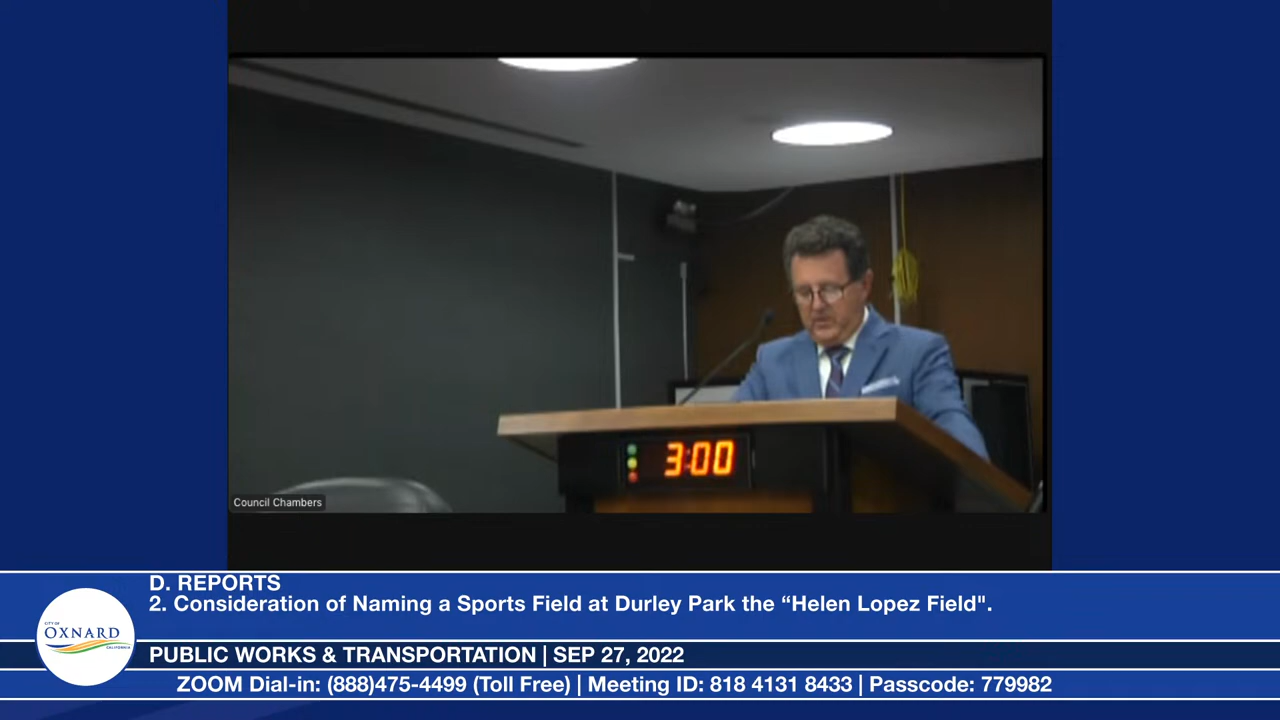 3:00
Council Chambers
D. REPORTS
2. Consideration of Naming a Sports Field at Durley Park the “Helen Lopez Field".
CITY OF
OXNARD
CALIFORNIA
PUBLIC WORKS & TRANSPORTATION | SEP 27, 2022
ZOOM Dial-in: (888)475-4499 (Toll Free) | Meeting ID: 818 4131 8433 | Passcode: 779982